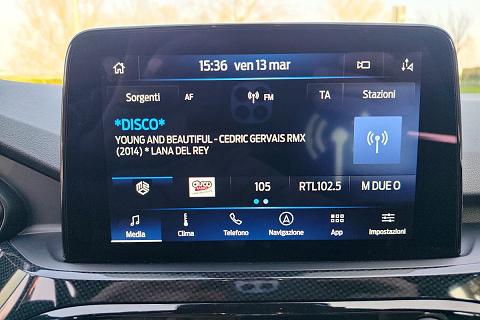 15:36 ven 13 mar
Sorgenti AF FM TA Stazioni
*DISCO*
YOUNG AND BEAUTIFUL - CEDRIC GERVAIS RMX
(2014) * LANA DEL REY
105 RTL102.5 M DUE O
Media Clima Telefono Navigazione App Impostazioni